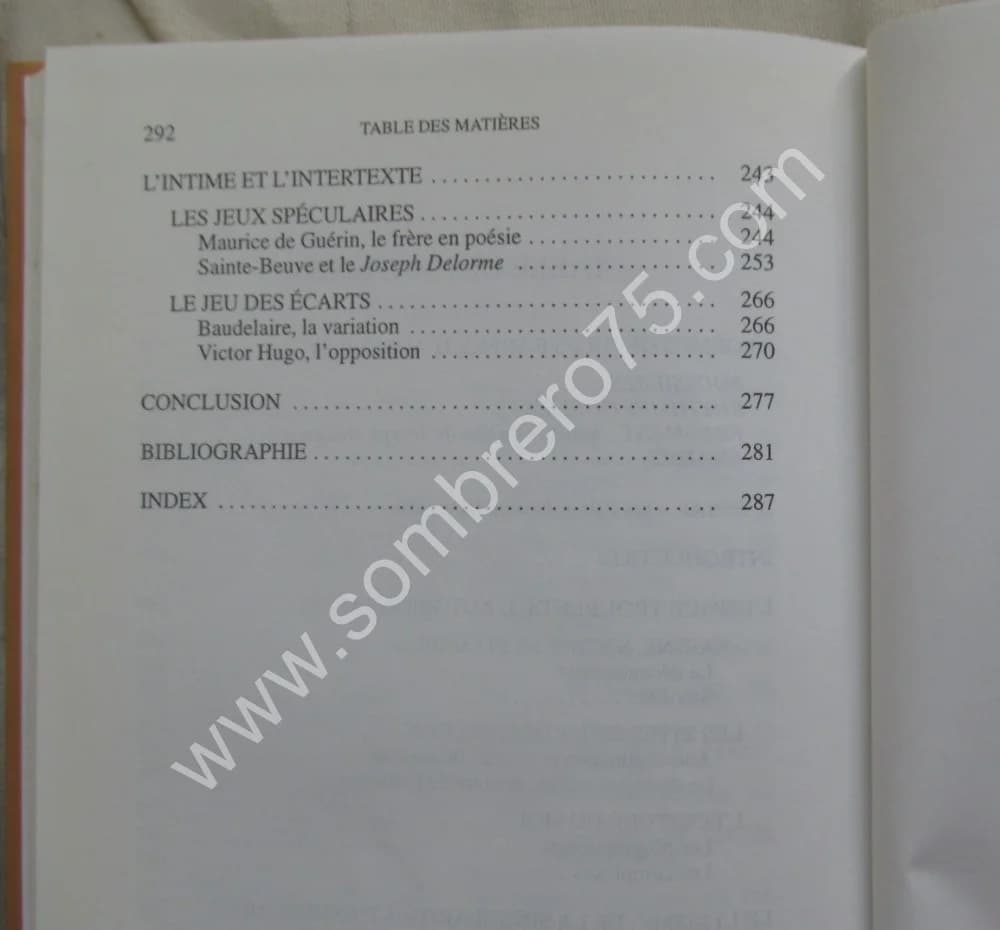 292 TABLE DES MATIÈRES
L'INTIME ET L'INTERTEXTE ............................ 243
LES JEUX SPÉCULAIRES ............................ 244
Maurice de Guérin, le frère en poésie .................. 244
Sainte-Beuve et le Joseph Delorme .................... 253
LE JEU DES ÉCARTS ................................ 266
Baudelaire, la variation .............................. 266
Victor Hugo, l'opposition ............................ 270
CONCLUSION ........................................ 277
BIBLIOGRAPHIE ...................................... 281
INDEX ................................................ 287
www.sombrero75.com